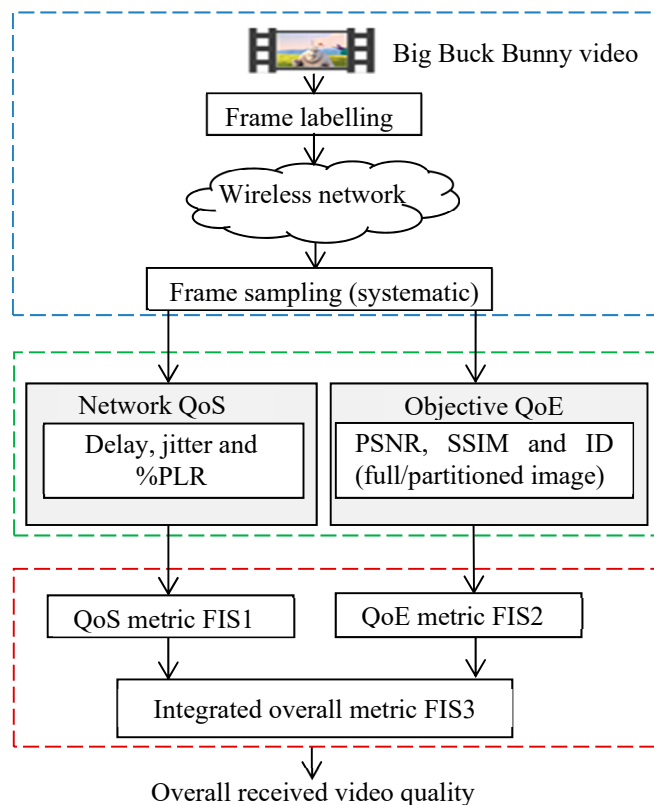 Big Buck Bunny video
Frame labelling
Wireless network
Frame sampling (systematic)
Network QoS
Delay, jitter and
%PLR
Objective QoE
PSNR, SSIM and ID
(full/partitioned image)
QoS metric FIS1
QoE metric FIS2
Integrated overall metric FIS3
Overall received video quality